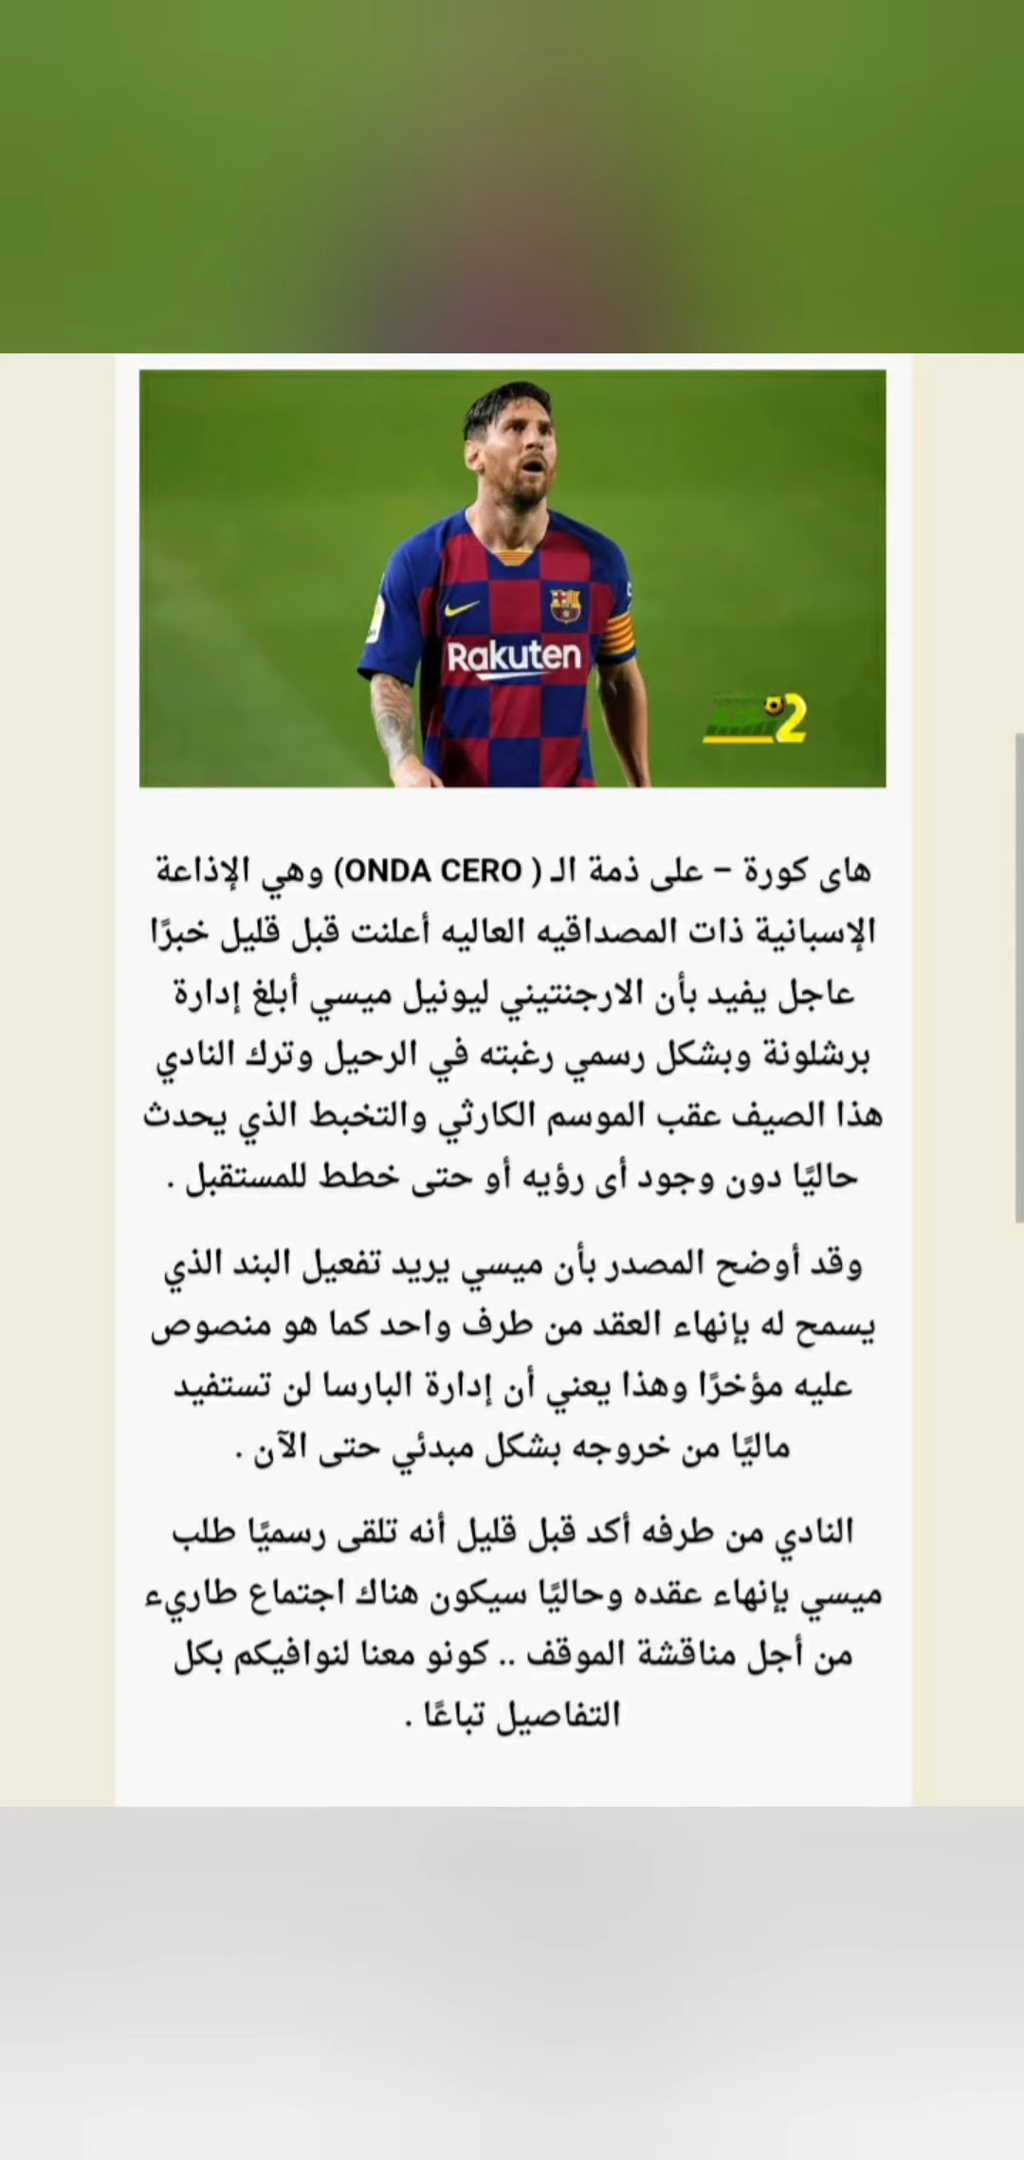 Rakuten
2
هاى كورة – على ذمة الـ ( ONDA CERO) وهي الإذاعة
الإسبانية ذات المصداقيه العاليه أعلنت قبل قليل خبرًا
عاجل يفيد بأن الارجنتيني ليونيل ميسي أبلغ إدارة
برشلونة وبشكل رسمي رغبته في الرحيل وترك النادي
هذا الصيف عقب الموسم الكارثي والتخبط الذي يحدث
حاليًا دون وجود أى رؤيه أو حتى خطط للمستقبل .
وقد أوضح المصدر بأن ميسي يريد تفعيل البند الذي
يسمح له بإنهاء العقد من طرف واحد كما هو منصوص
عليه مؤخرًا وهذا يعني أن إدارة البارسا لن تستفيد
ماليًا من خروجه بشكل مبدئي حتى الآن .
النادي من طرفه أكد قبل قليل أنه تلقى رسميًا طلب
ميسي بإنهاء عقده وحاليًا سيكون هناك اجتماع طاريء
من أجل مناقشة الموقف .. كونو معنا لنوافيكم بكل
التفاصيل تباعًا .